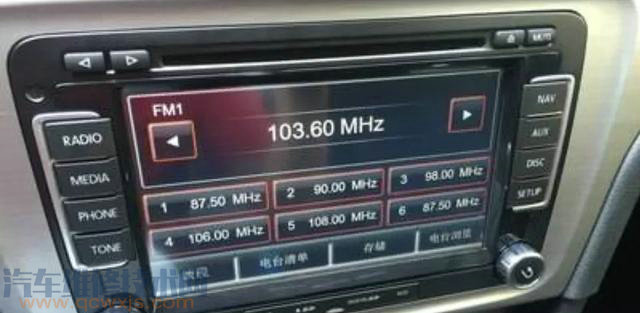 MUTE
FM1
103.60 MHz
RADIO
MEDIA
PHONE
TONE
NAV
AUX
DISC
SETUP
1 87.50 MHz
2 90.00 MHz
3 98.00 MHz
4 106.00 MHz
5 108.00 MHz
6 87.50 MHz
波段
电台清单
存储
电台测量
汽车维修技术网
www.qcwxjs.com